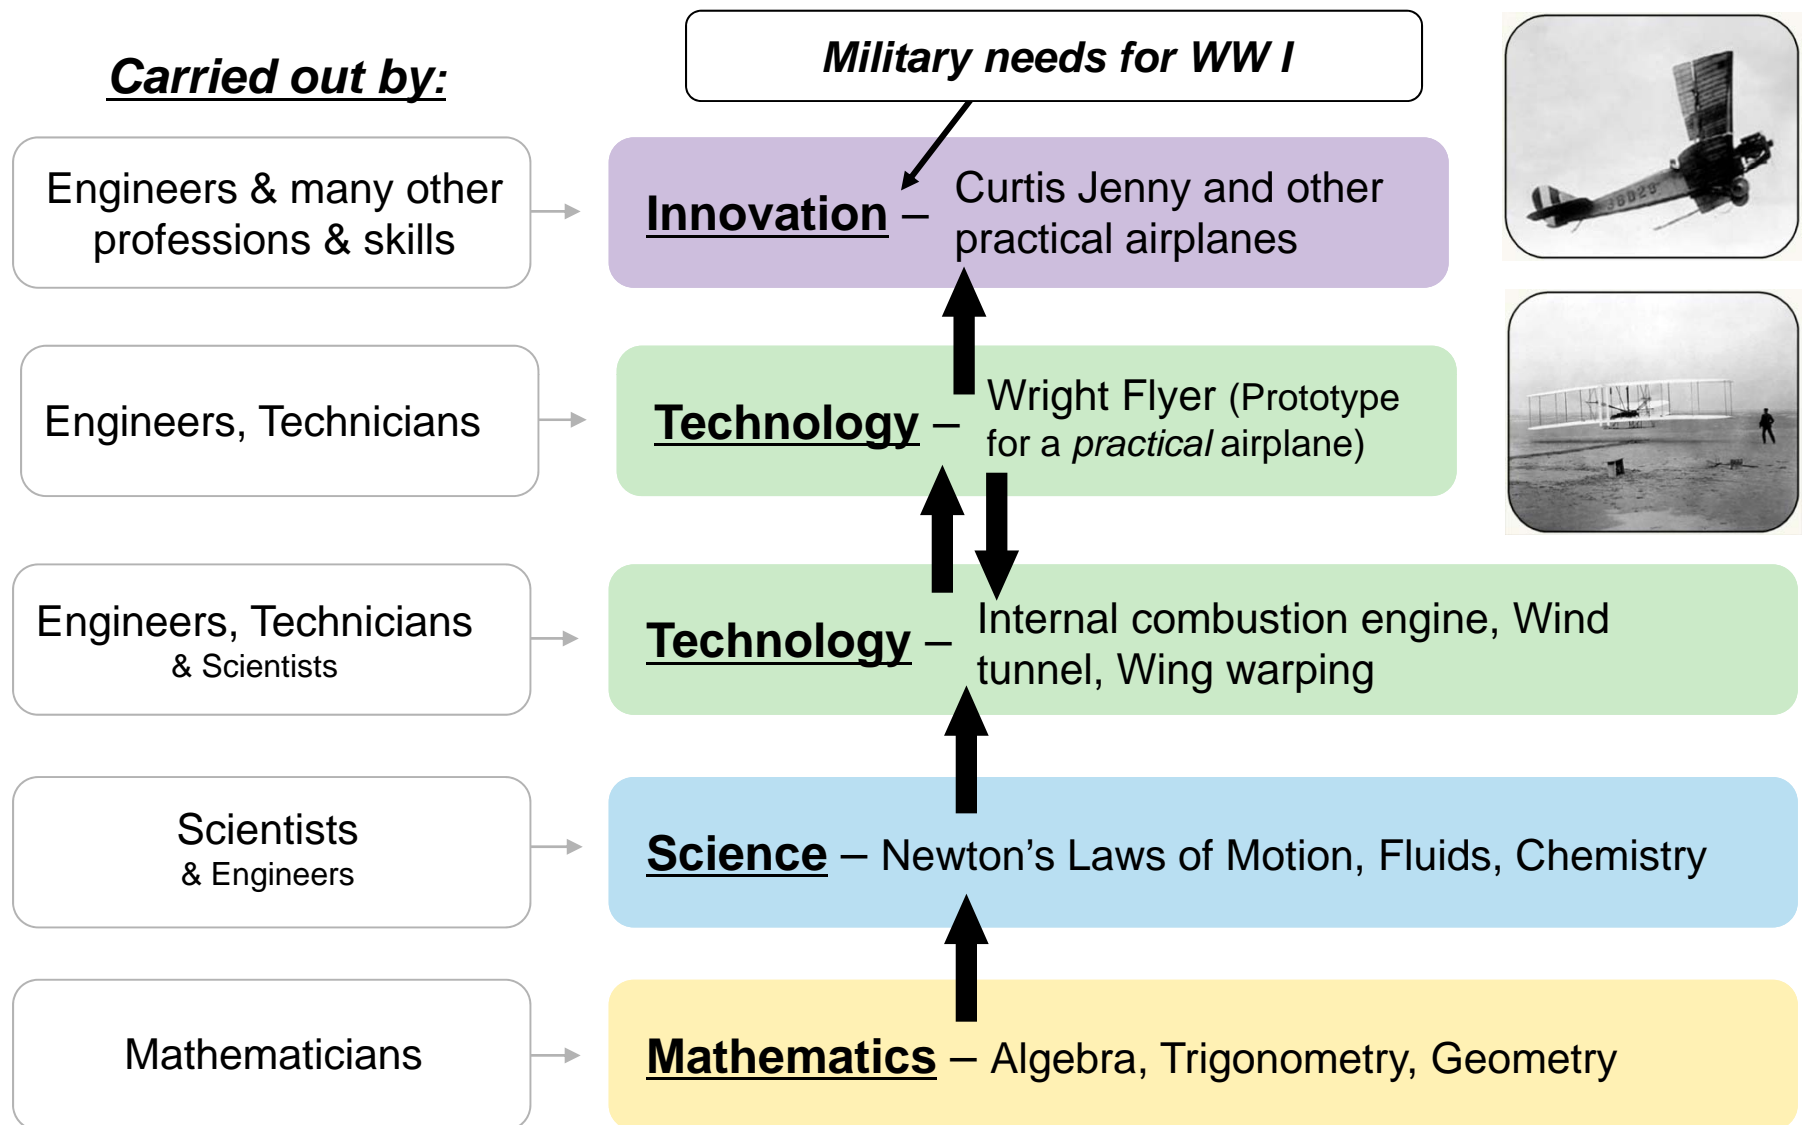 Carried out by:
Military needs for WW I
Engineers & many other
professions & skills
Innovation – Curtis Jenny and other
practical airplanes
38029
Engineers, Technicians
Technology – Wright Flyer (Prototype
for a practical airplane)
Engineers, Technicians
& Scientists
Technology – Internal combustion engine, Wind
tunnel, Wing warping
Scientists
& Engineers
Science – Newton’s Laws of Motion, Fluids, Chemistry
Mathematicians
Mathematics – Algebra, Trigonometry, Geometry